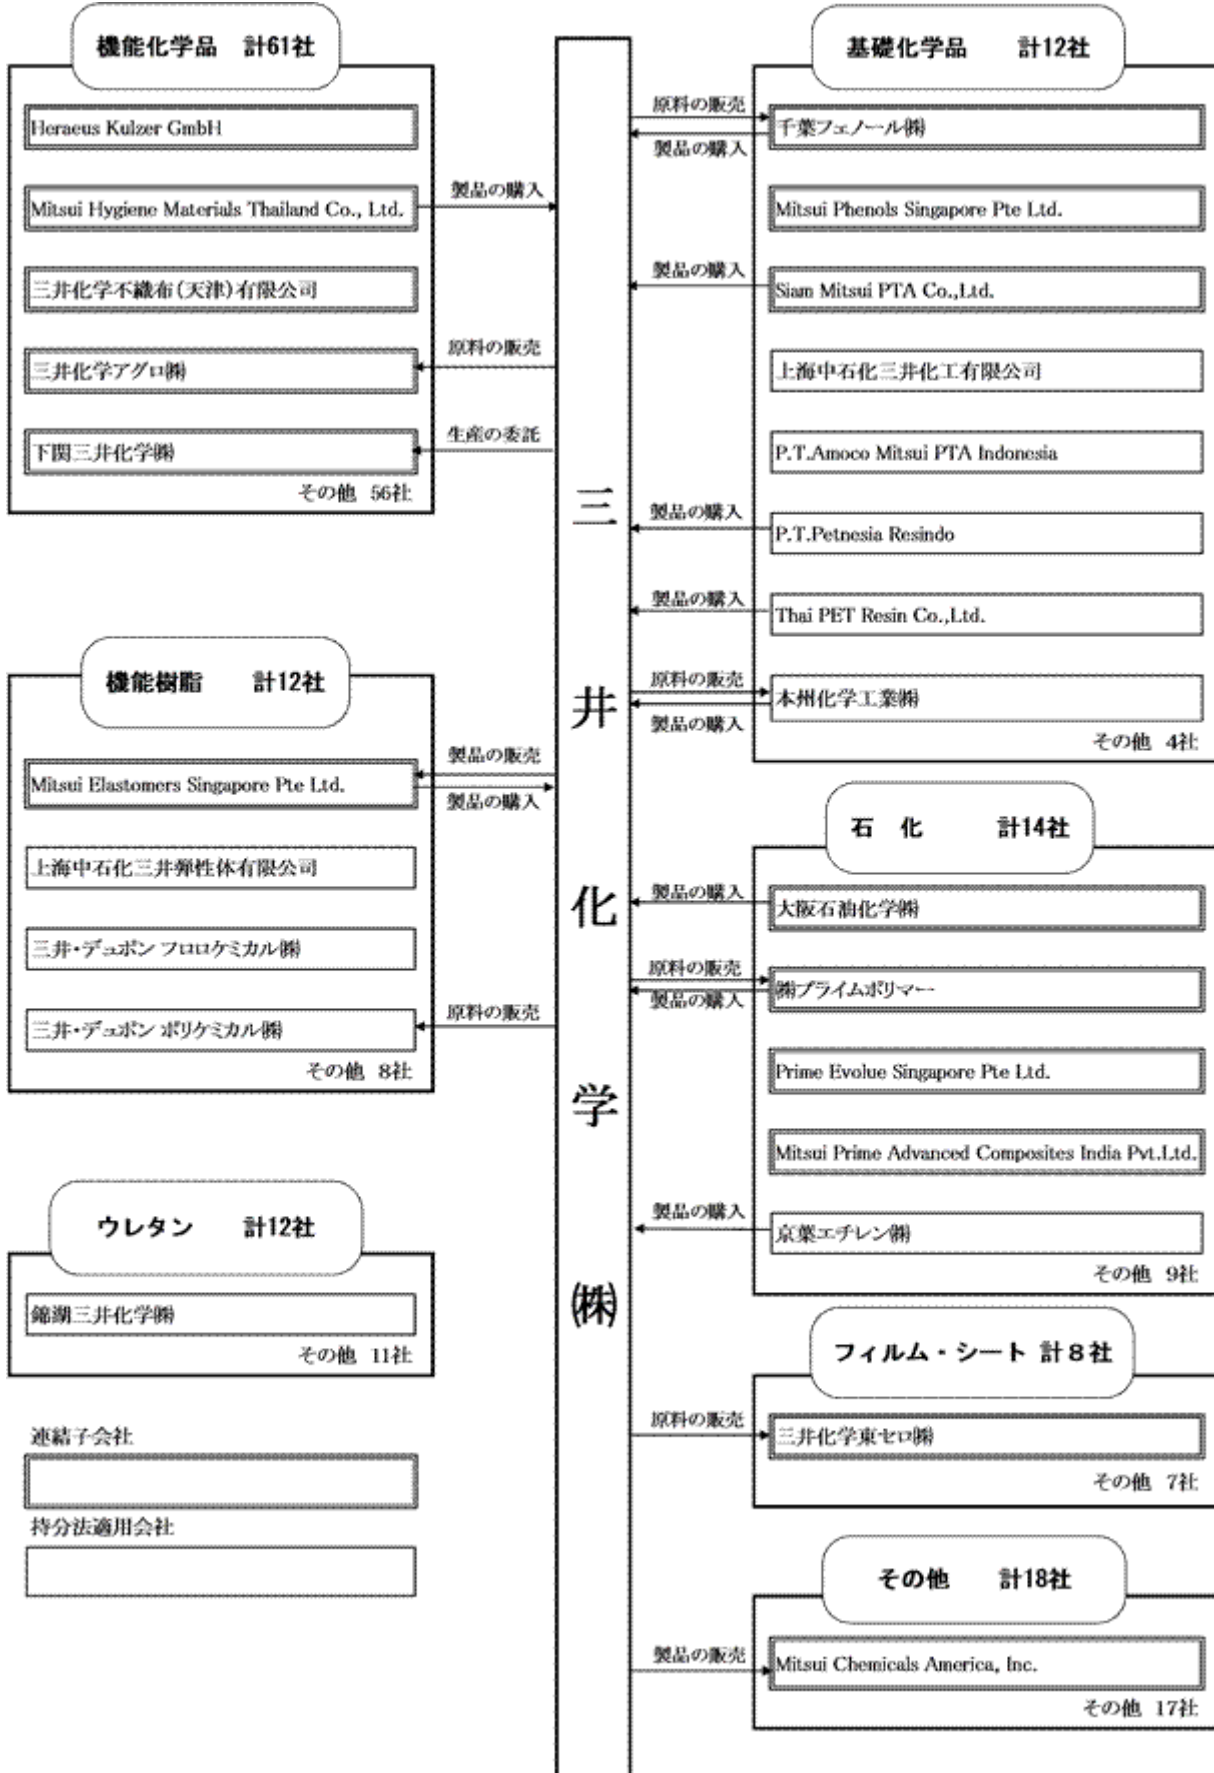 機能化学品 計61社
Heraeus Kulzer GmbH
Mitsui Hygiene Materials Thailand Co., Ltd.
製品の購入
三井化学不織布(天津)有限公司
三井化学アグロ㈱
原料の販売
下関三井化学㈱
生産の委託
その他 56社
機能樹脂 計12社
Mitsui Elastomers Singapore Pte Ltd.
製品の販売
製品の購入
上海中石化三井弾性体有限公司
三井・デュポン フロロケミカル㈱
三井・デュポン ポリケミカル㈱
原料の販売
その他 8社
ウレタン 計12社
錦湖三井化学㈱
その他 11社
連結子会社
持分法適用会社
三井化学㈱
基礎化学品 計12社
原料の販売
千葉フェノール㈱
製品の購入
Mitsui Phenols Singapore Pte Ltd.
製品の購入
Siam Mitsui PTA Co.,Ltd.
上海中石化三井化工有限公司
P.T.Amoco Mitsui PTA Indonesia
製品の購入
P.T.Petnesia Resindo
製品の購入
Thai PET Resin Co.,Ltd.
原料の販売
本州化学工業㈱
製品の購入
その他 4社
石 化 計14社
製品の購入
大阪石油化学㈱
原料の販売
㈱プライムポリマー
製品の購入
Prime Evolue Singapore Pte Ltd.
Mitsui Prime Advanced Composites India Pvt.Ltd.
製品の購入
京葉エチレン㈱
その他 9社
フィルム・シート 計8社
原料の販売
三井化学東セロ㈱
その他 7社
その他 計18社
製品の販売
Mitsui Chemicals America, Inc.
その他 17社